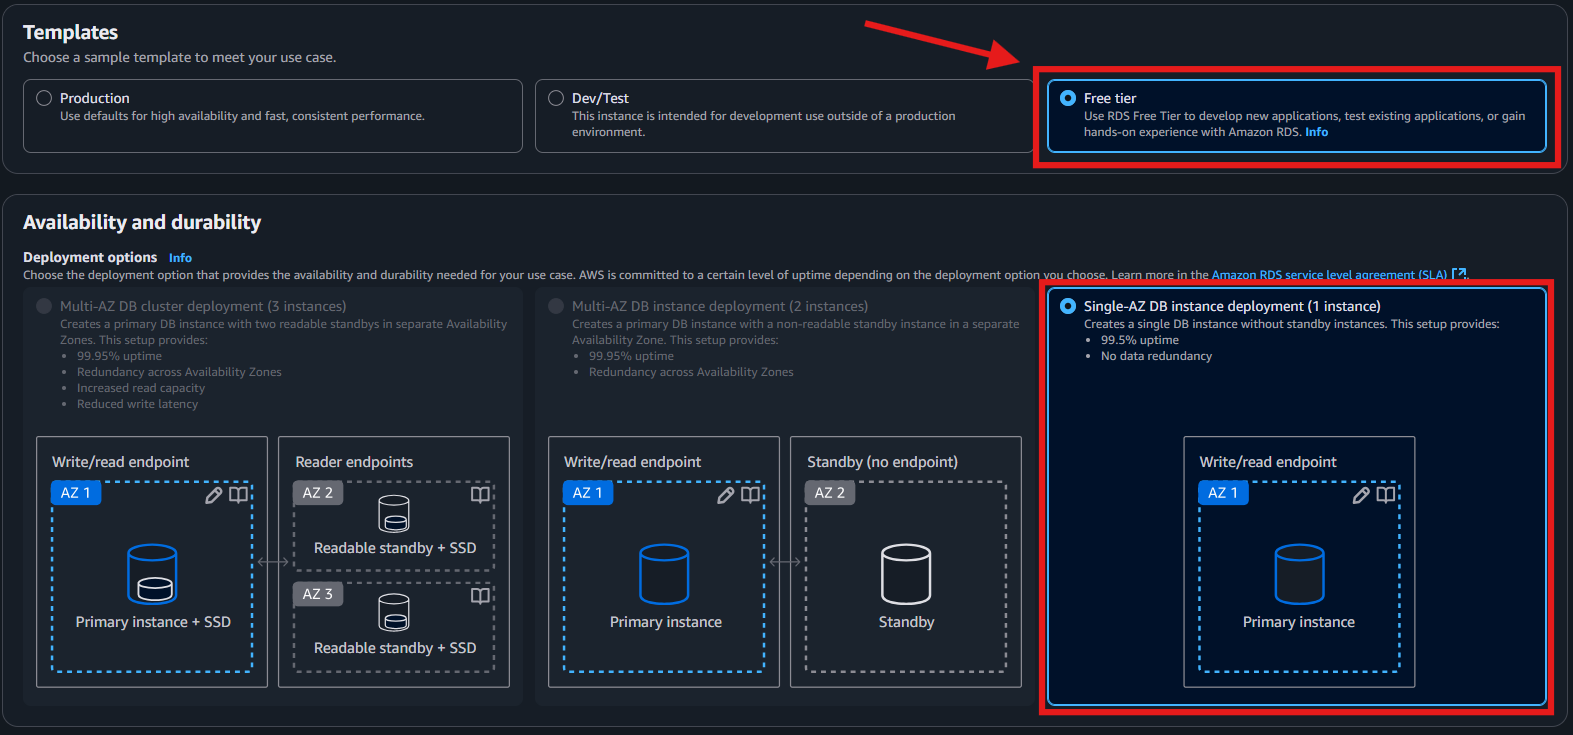 Templates
Choose a sample template to meet your use case.
Production
Use defaults for high availability and fast, consistent performance.
Dev/Test
This instance is intended for development use outside of a production
environment.
Free tier
Use RDS Free Tier to develop new applications, test existing applications, or gain
hands-on experience with Amazon RDS. Info
Availability and durability
Deployment options Info
Choose the deployment option that provides the availability and durability needed for your use case. AWS is committed to a certain level of uptime depending on the deployment option you choose. Learn more in the Amazon RDS service level agreement (SLA).
Multi-AZ DB cluster deployment (3 instances)
Creates a primary DB instance with two readable standbys in separate Availability
Zones. This setup provides:
• 99.95% uptime
• Redundancy across Availability Zones
• Increased read capacity
• Reduced write latency
Write/read endpoint
AZ 1
Primary instance + SSD
Reader endpoints
AZ 2
Readable standby + SSD
AZ 3
Readable standby + SSD
Multi-AZ DB instance deployment (2 instances)
Creates a primary DB instance with a non-readable standby instance in a separate
Availability Zone. This setup provides:
• 99.95% uptime
• Redundancy across Availability Zones
Write/read endpoint
AZ 1
Primary instance
Standby (no endpoint)
AZ 2
Standby
Single-AZ DB instance deployment (1 instance)
Creates a single DB instance without standby instances. This setup provides:
• 99.5% uptime
• No data redundancy
Write/read endpoint
AZ 1
Primary instance